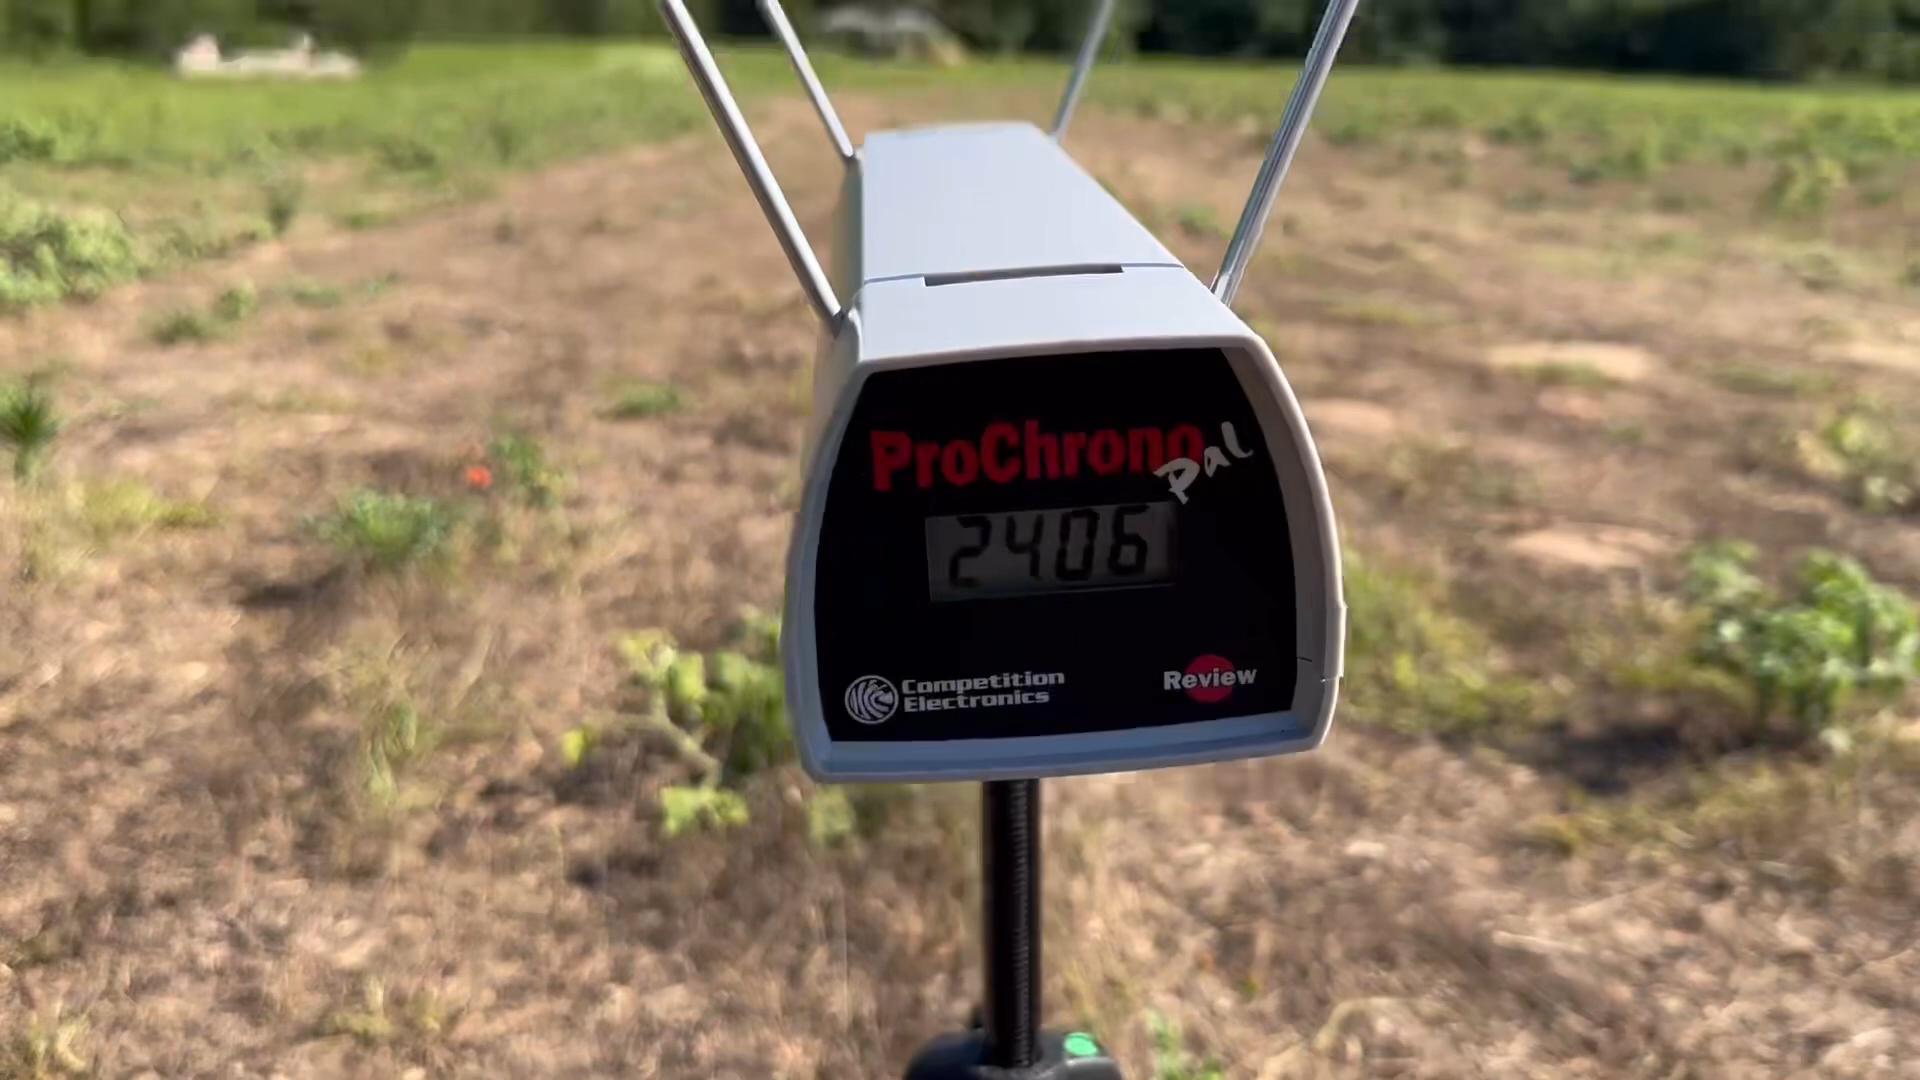 ProChrono
Pal
2406
Competition
Electronics
Review